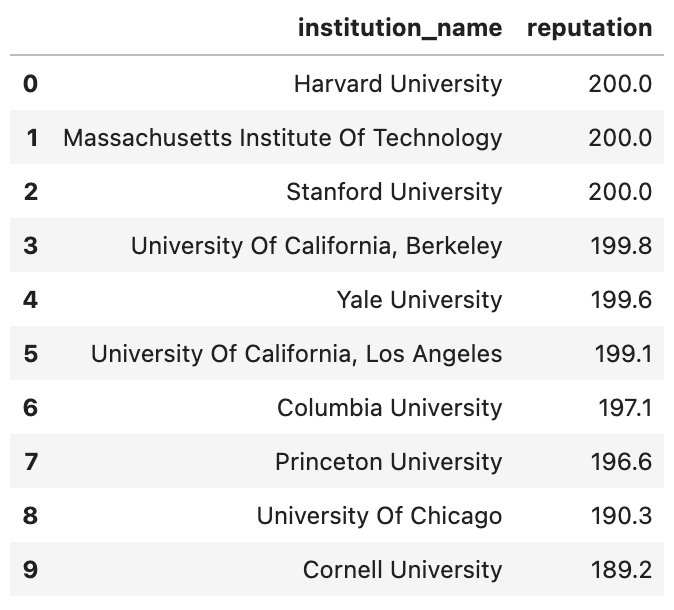 institution_name reputation
0 Harvard University 200.0
1 Massachusetts Institute Of Technology 200.0
2 Stanford University 200.0
3 University Of California, Berkeley 199.8
4 Yale University 199.6
5 University Of California, Los Angeles 199.1
6 Columbia University 197.1
7 Princeton University 196.6
8 University Of Chicago 190.3
9 Cornell University 189.2